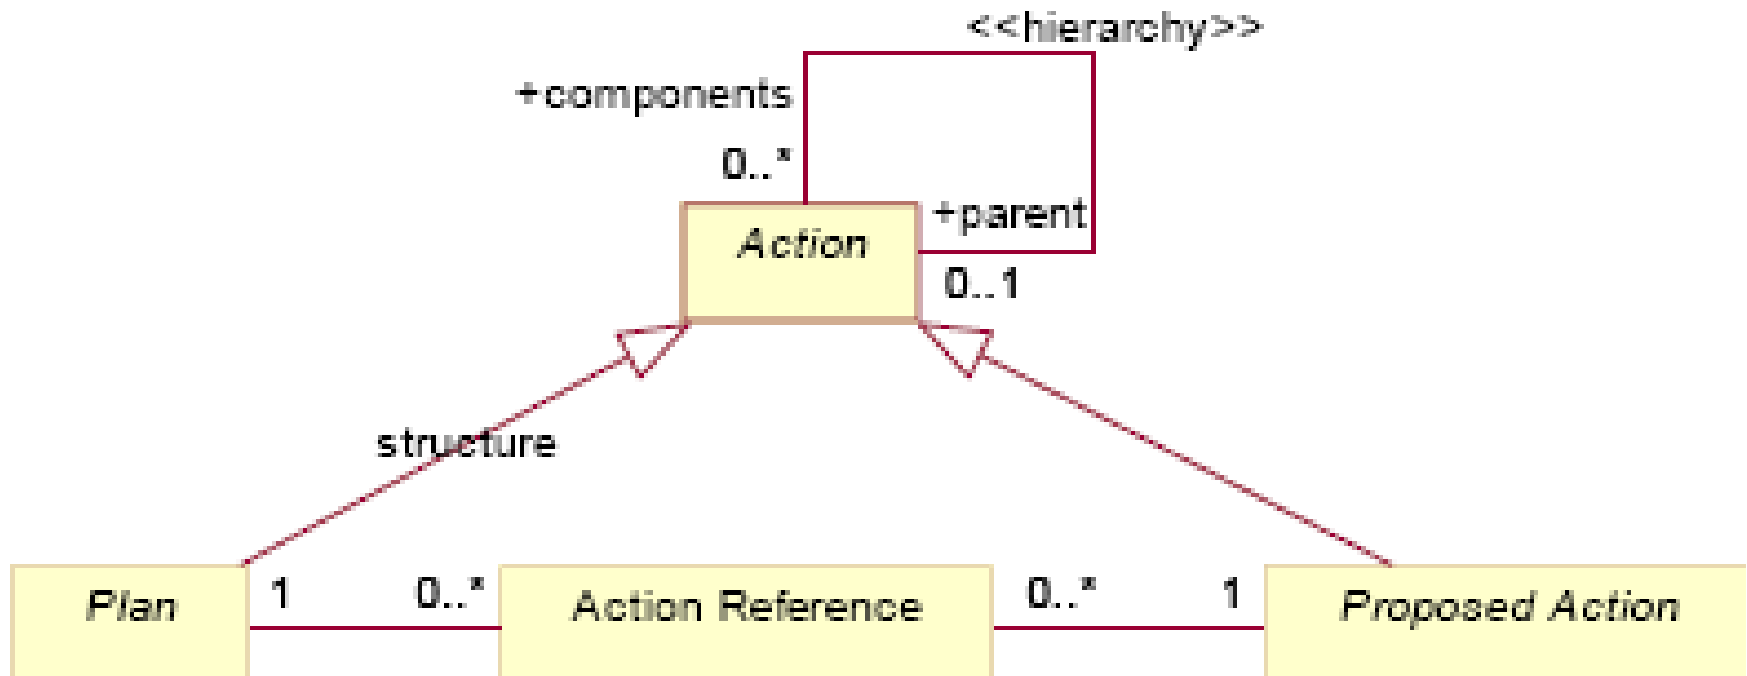 <<hierarchy>>
+components
0..*
+parent
Action
0..1
structure
Plan
1
0..*
Action Reference
0..*
1
Proposed Action